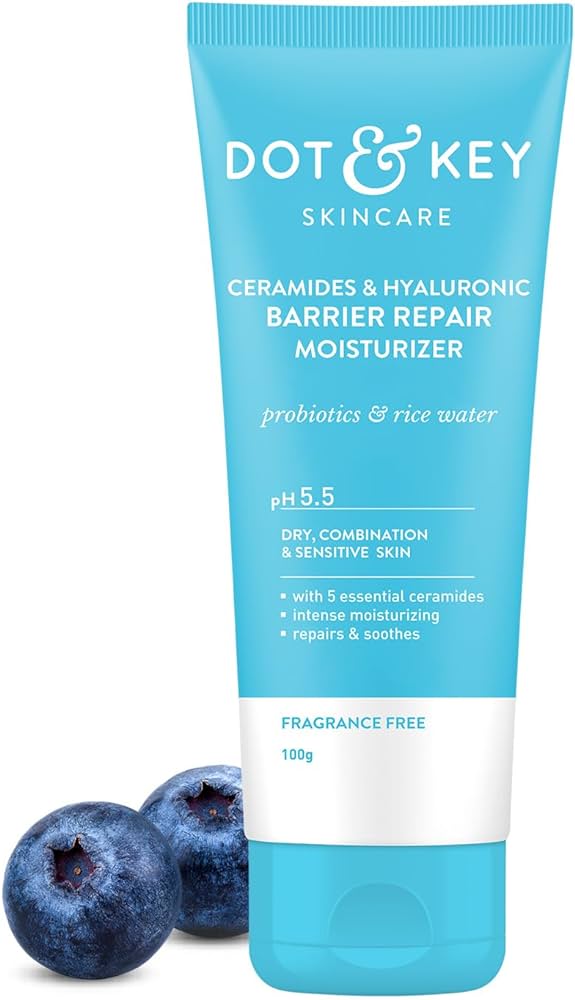 DOT & KEY
SKINCARE
CERAMIDES & HYALURONIC
BARRIER REPAIR
MOISTURIZER
probiotics & rice water
pH 5.5
DRY, COMBINATION
& SENSITIVE SKIN
▪ with 5 essential ceramides
▪ intense moisturizing
▪ repairs & soothes
FRAGRANCE FREE
100g